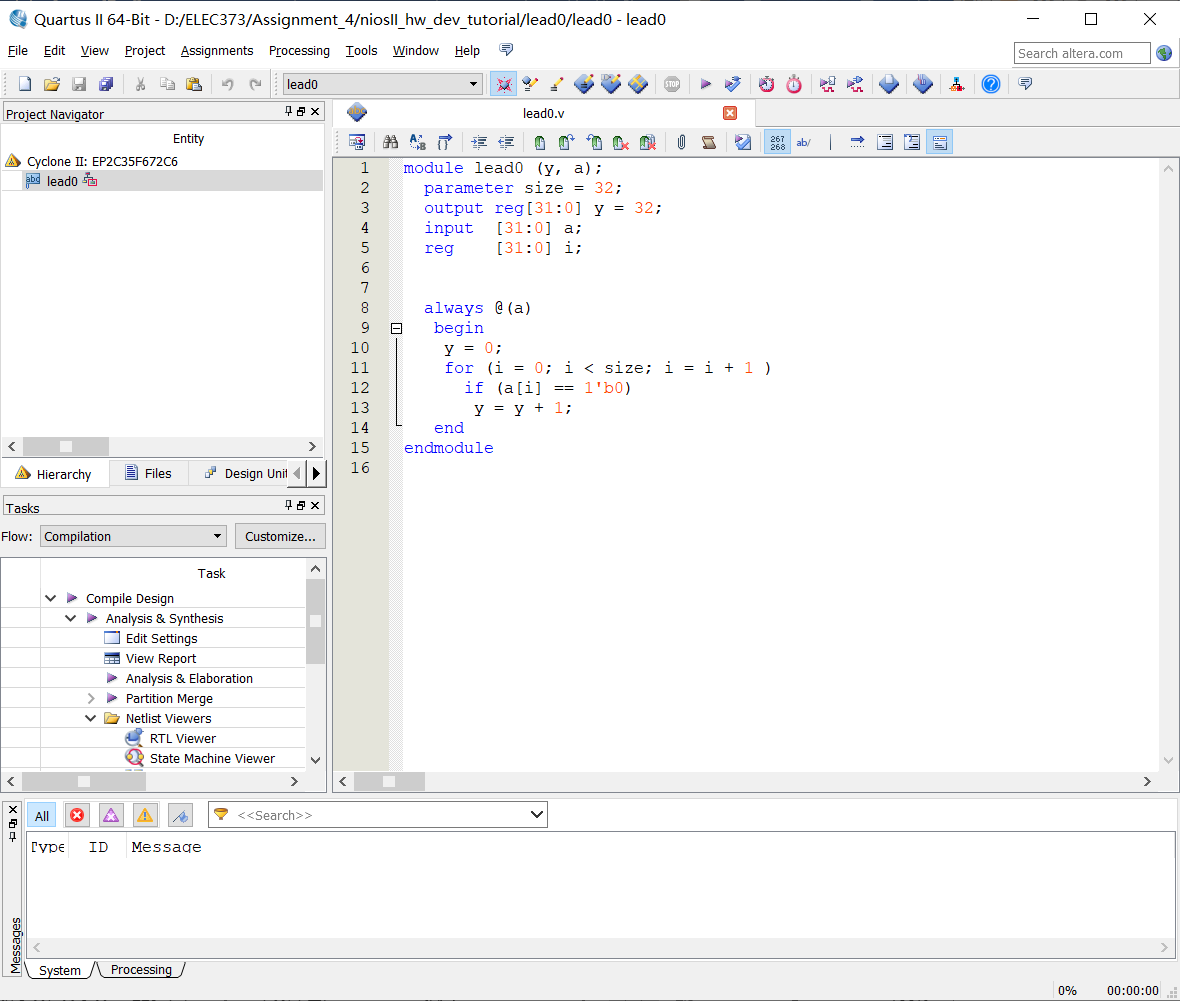 Quartus II 64-Bit - D:/ELEC373/Assignment_4/niosII_hw_dev_tutorial/lead0/lead0 - lead0
File Edit View Project Assignments Processing Tools Window Help
Search altera.com
lead0
STOP
Project Navigator
Entity
Cyclone II: EP2C35F672C6
abd lead0
Hierarchy Files Design Unit
Tasks
Flow: Compilation Customize...
Task
Compile Design
Analysis & Synthesis
Edit Settings
View Report
Analysis & Elaboration
Partition Merge
Netlist Viewers
RTL Viewer
State Machine Viewer
lead0.v
267
268
ab/
1 module lead0 (y, a);
2 parameter size = 32;
3 output reg[31:0] y = 32;
4 input [31:0] a;
5 reg [31:0] i;
6
7
8 always @(a)
9 begin
10 y = 0;
11 for (i = 0; i < size; i = i + 1 )
12 if (a[i] == 1'b0)
13 y = y + 1;
14 end
15 endmodule
16
Messages
All <<Search>>
Type ID Message
System Processing
0% 00:00:00